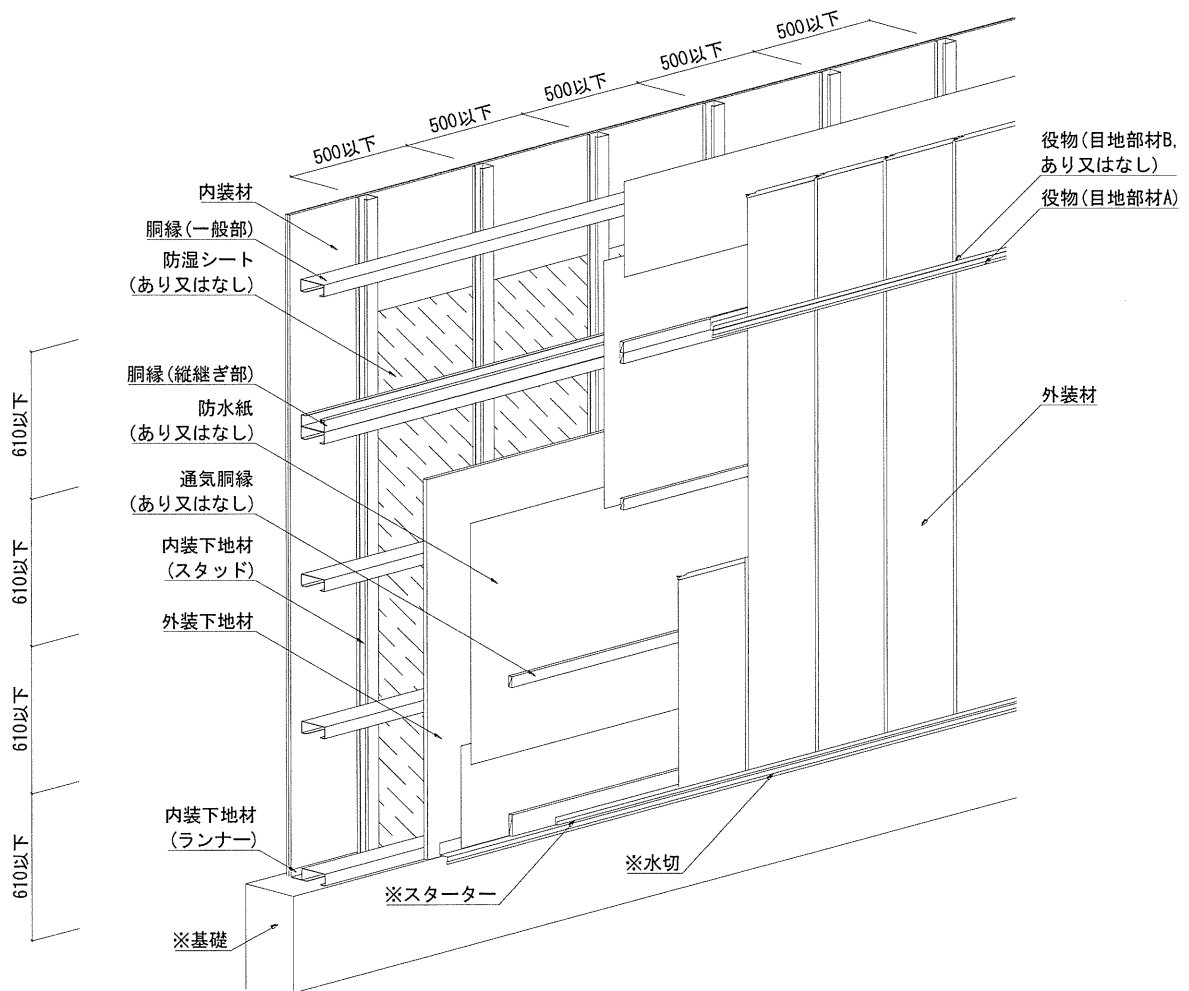 500以下
500以下
500以下
500以下
500以下
内装材
胴縁(一般部)
防湿シート
(あり又はなし)
胴縁(縦継ぎ部)
防水紙
(あり又はなし)
通気胴縁
(あり又はなし)
内装下地材
(スタッド)
外装下地材
内装下地材
(ランナー)
※基礎
※スターター
※水切
役物(目地部材B,
あり又はなし)
役物(目地部材A)
外装材
610以下
610以下
610以下
610以下